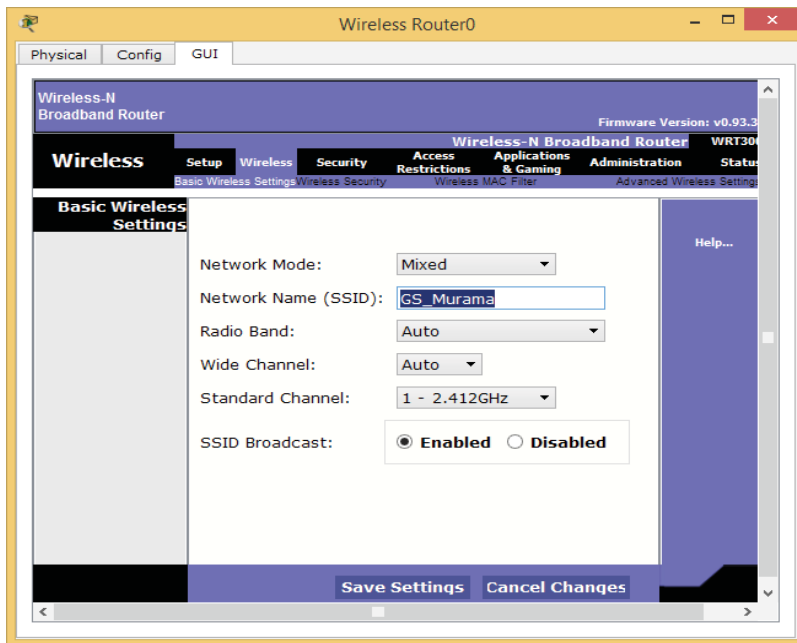 Wireless Router0
Physical Config GUI
Wireless-N
Broadband Router
Firmware Version: v0.93.3
Wireless-N Broadband Router WRT300
Wireless
Setup Wireless Security Access Restrictions Applications & Gaming Administration Status
Basic Wireless Settings Wireless Security Wireless MAC Filter Advanced Wireless Settings
Basic Wireless
Settings
Help...
Network Mode: Mixed
Network Name (SSID): GS_Murama
Radio Band: Auto
Wide Channel: Auto
Standard Channel: 1 - 2.412GHz
SSID Broadcast: Enabled Disabled
Save Settings Cancel Changes